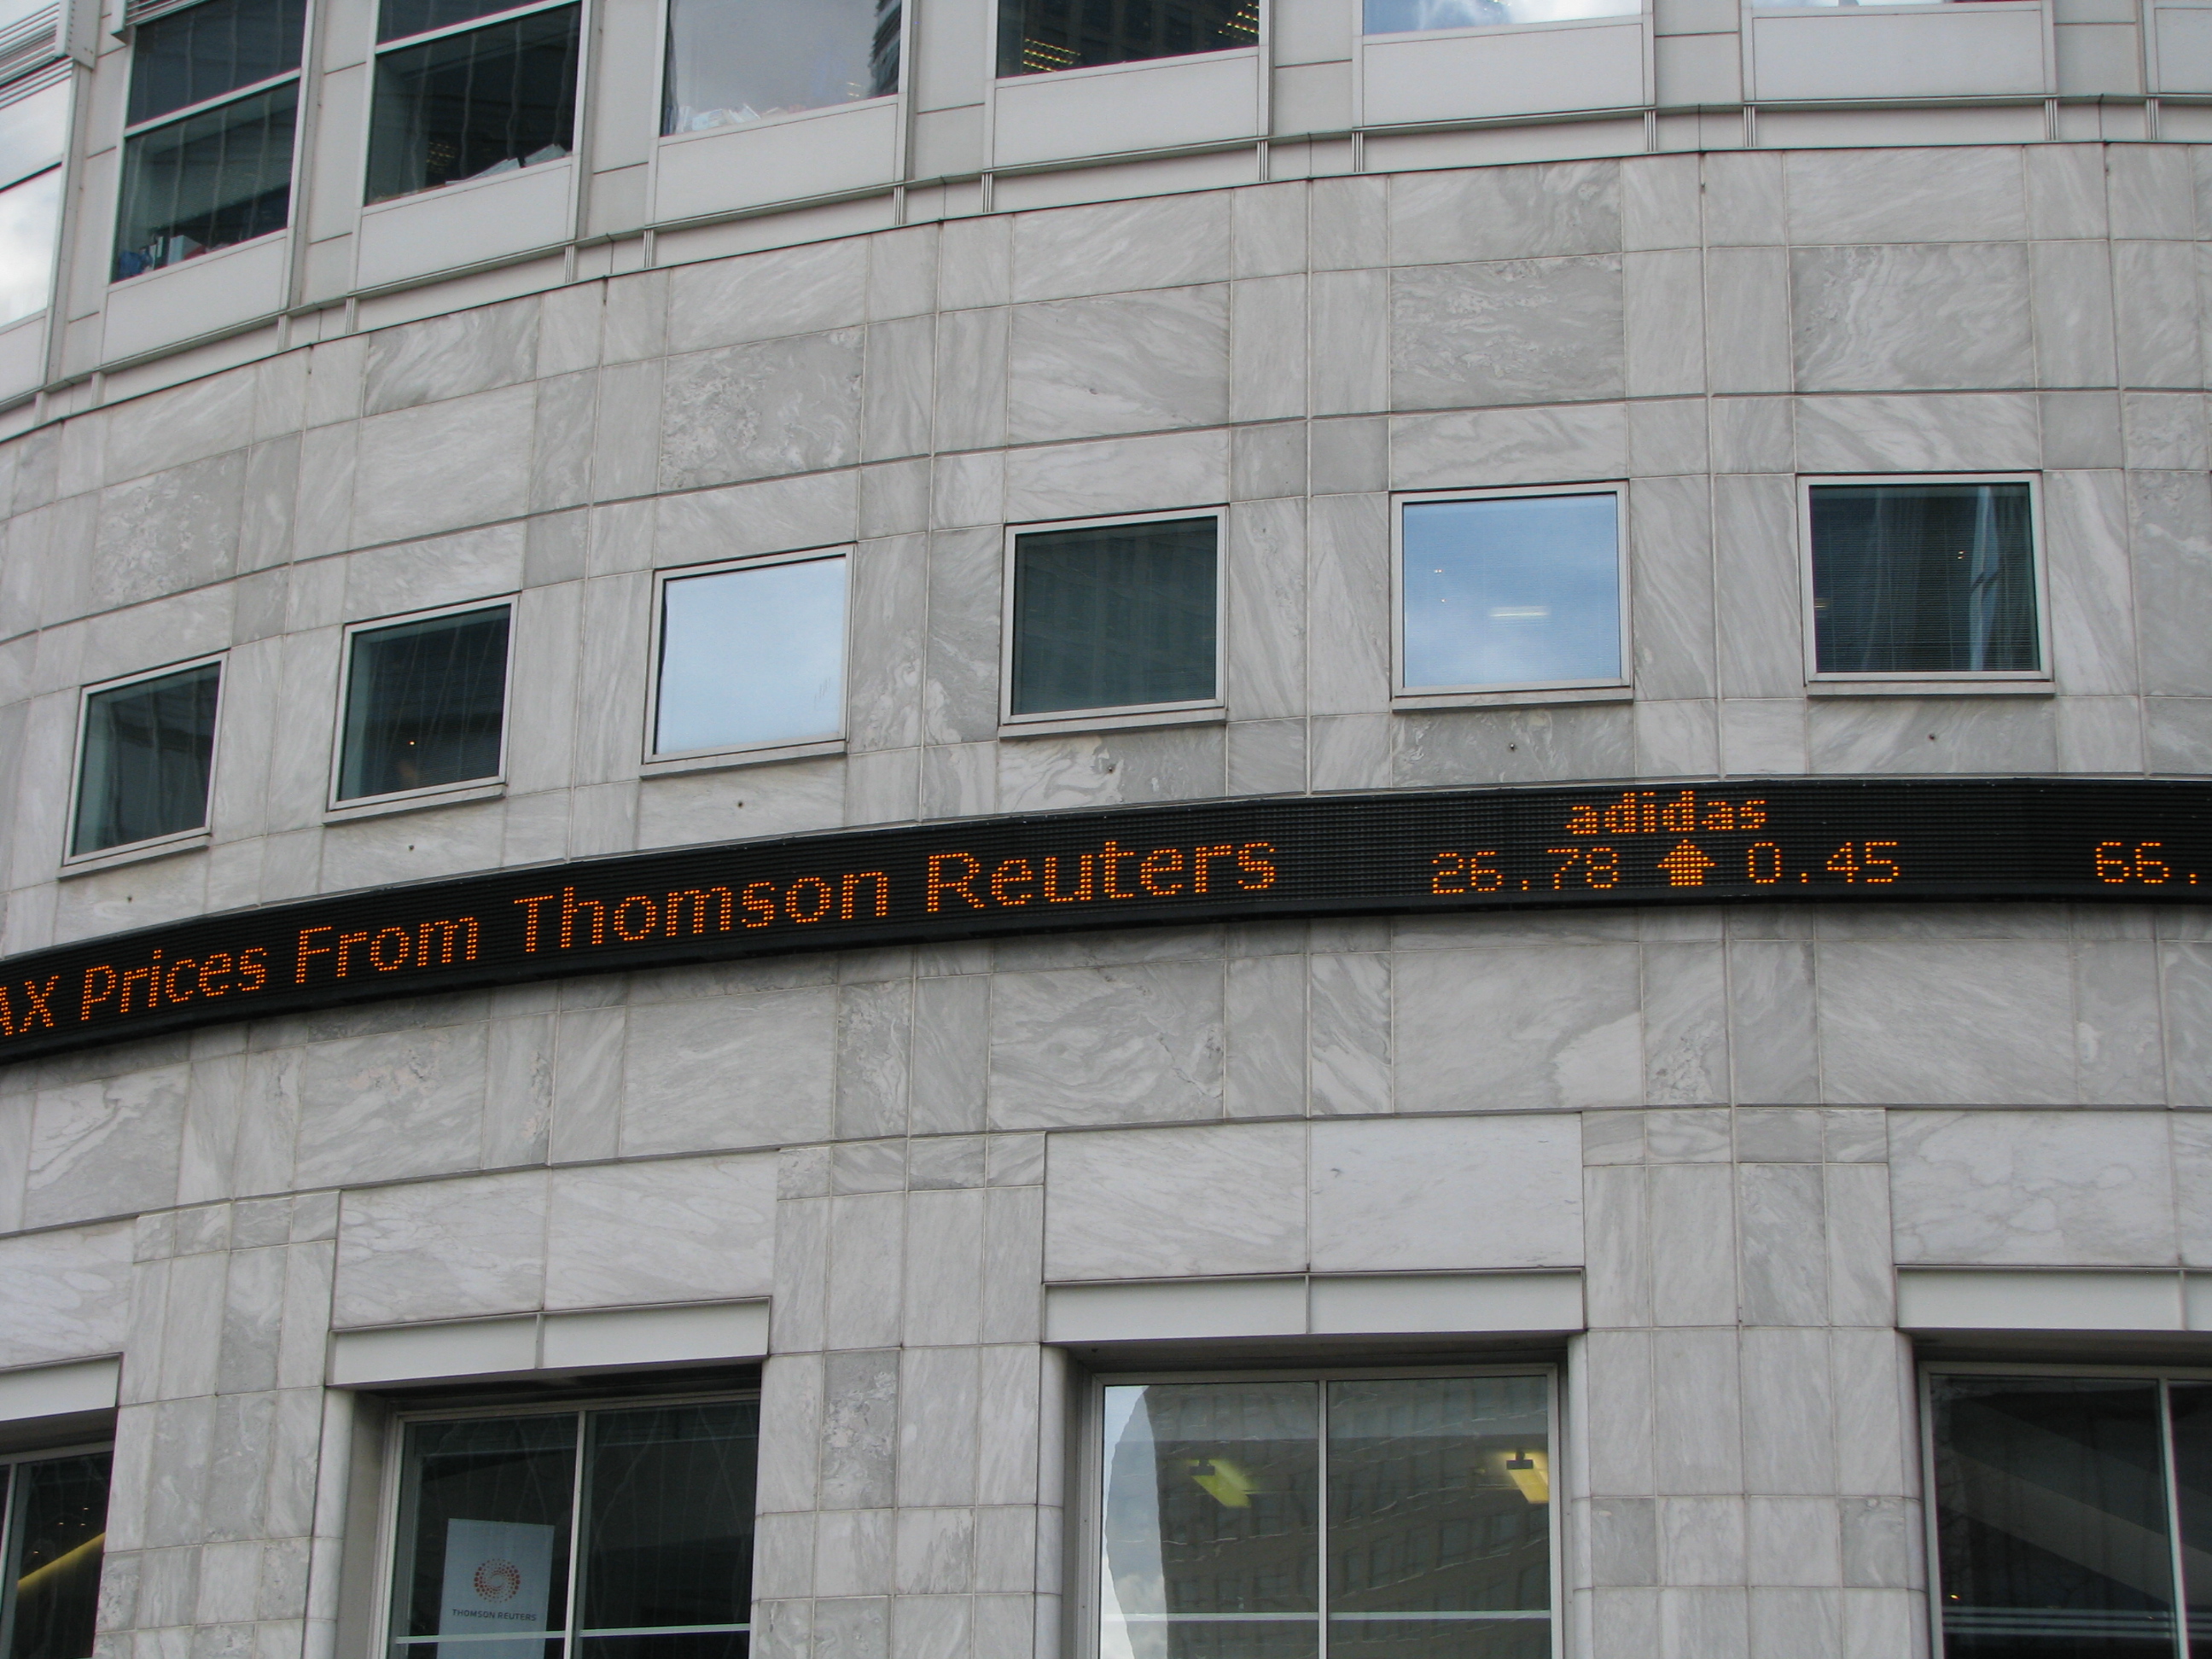 AX Prices From Thomson Reuters
adidas
26.78 ⬆ 0.45
66.
THOMSON REUTERS